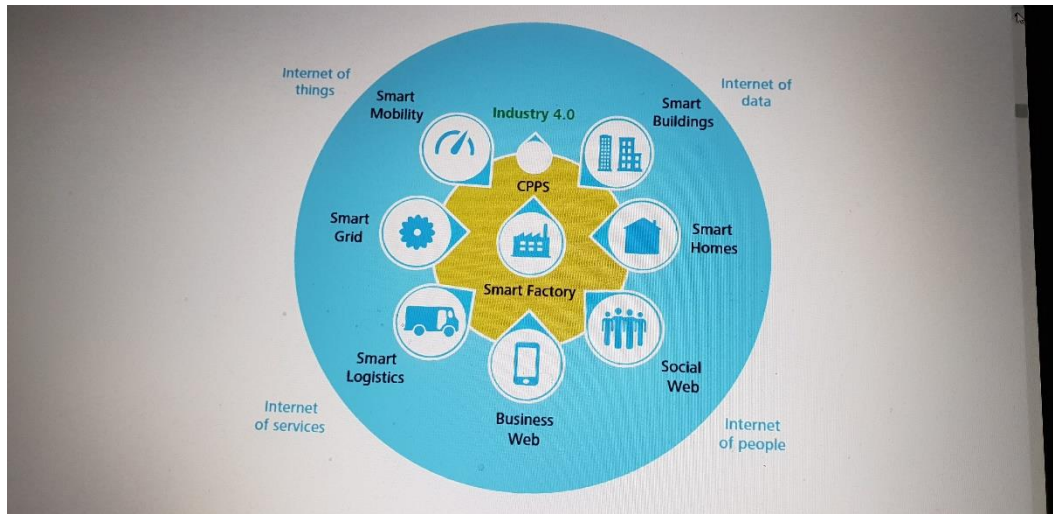 Internet of
things
Internet of
data
Smart
Mobility
Industry 4.0
Smart
Buildings
CPPS
Smart
Grid
Smart
Homes
Smart Factory
Smart
Logistics
Social
Web
Business
Web
Internet
of services
Internet
of people